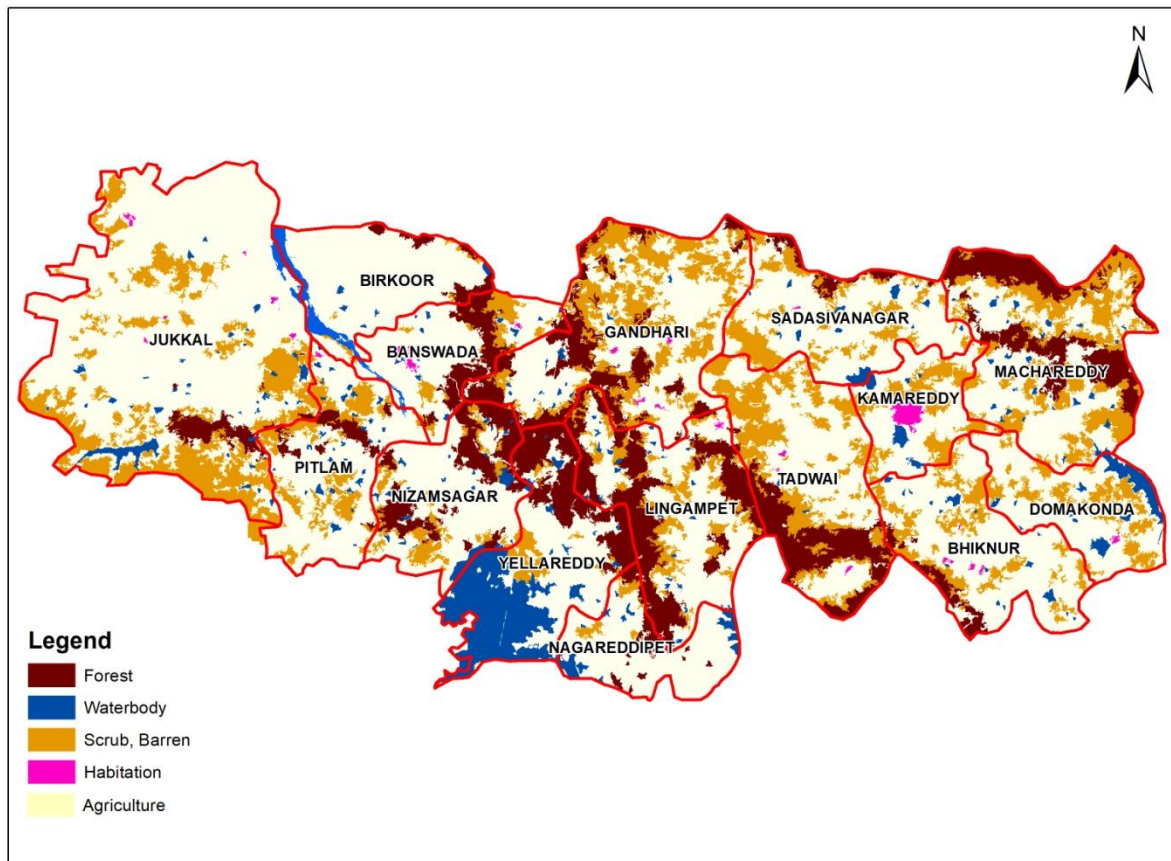 N
BIRKOOR
JUKKAL
BANSWADA
GANDHARI
SADASIVANAGAR
MACHAREDDY
KAMAREDDY
PITLAM
NIZAMSAGAR
LINGAMPET
TADWAI
DOMAKONDA
BHIKNUR
YELLAREDDY
NAGAREDDIPET
Legend
Forest
Waterbody
Scrub, Barren
Habitation
Agriculture